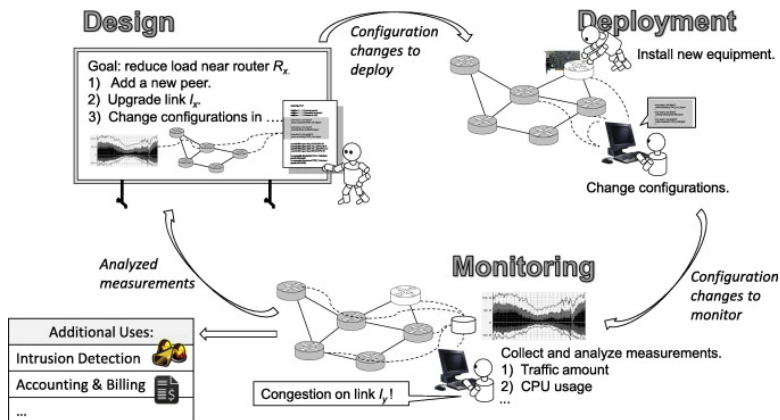 Design
Goal: reduce load near router Rx.
1) Add a new peer.
2) Upgrade link lx.
3) Change configurations in ...
Configuration
changes to
deploy
Deployment
Install new equipment.
Change configurations.
Configuration
changes to
monitor
Monitoring
Collect and analyze measurements.
1) Traffic amount
2) CPU usage
...
Congestion on link ly !
Analyzed
measurements
Additional Uses:
Intrusion Detection
Accounting & Billing
...